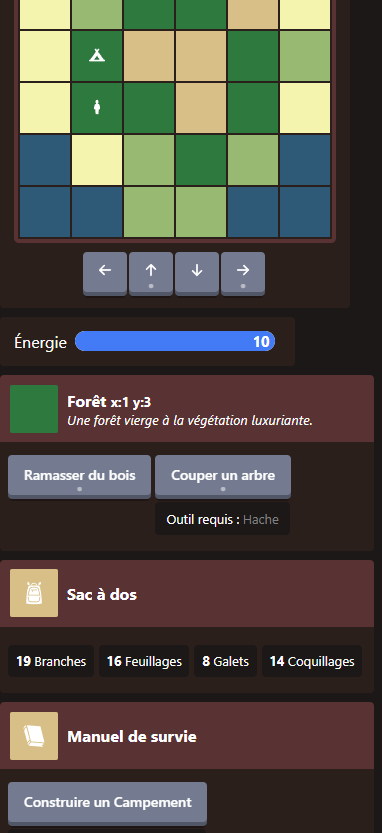 Énergie 10
Forêt x:1 y:3
Une forêt vierge à la végétation luxuriante.
Ramasser du bois
Couper un arbre
Outil requis : Hache
Sac à dos
19 Branches
16 Feuillages
8 Galets
14 Coquillages
Manuel de survie
Construire un Campement